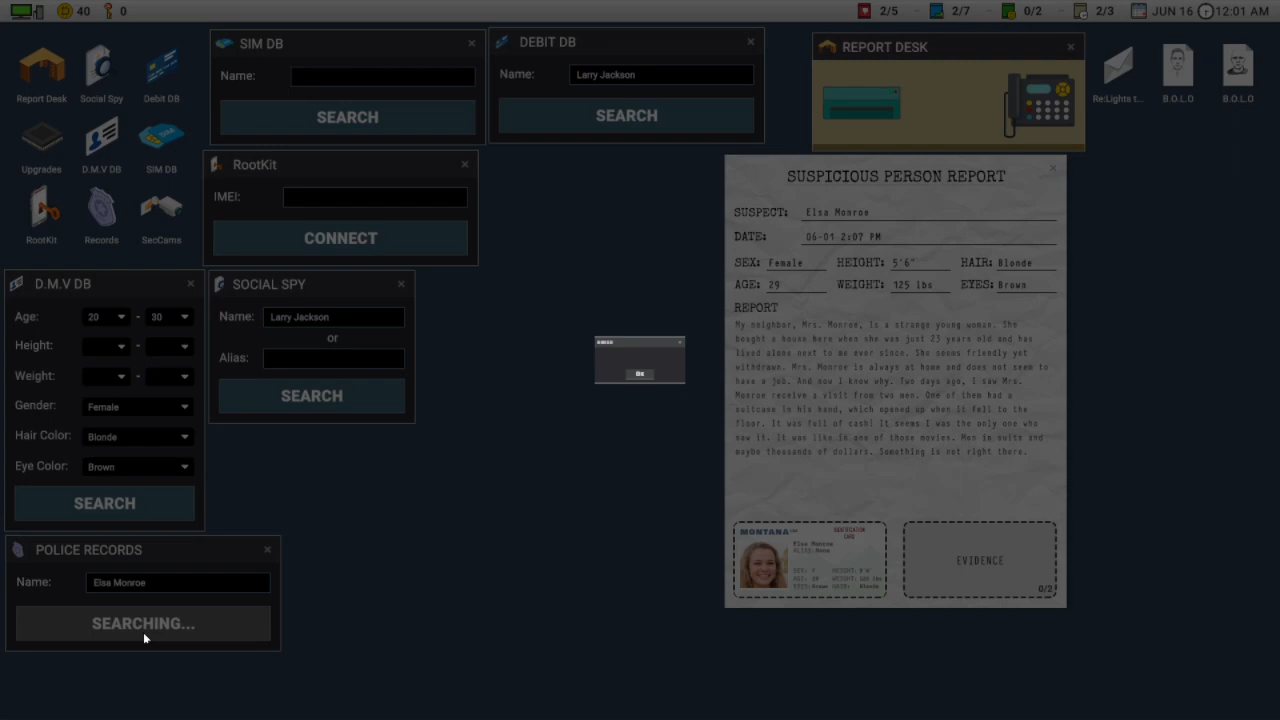 40
0
2/5
2/7
0/2
2/3
JUN 16
12:01 AM
Report Desk
Social Spy
Debit DB
Upgrades
D.M.V DB
SIM DB
RootKit
Records
SecCams
SIM DB
Name:
SEARCH
DEBIT DB
Name: Larry Jackson
SEARCH
REPORT DESK
Re:Lights t...
B.O.L.O
B.O.L.O
RootKit
IMEI:
CONNECT
D.M.V DB
Age: 20 - 30
Height: -
Weight: -
Gender: Female
Hair Color: Blonde
Eye Color: Brown
SEARCH
SOCIAL SPY
Name: Larry Jackson
or
Alias:
SEARCH
POLICE RECORDS
Name: Elsa Monroe
SEARCHING...
SUSPICIOUS PERSON REPORT
SUSPECT: Elsa Monroe
DATE: 06-01 2:07 PM
SEX: Female HEIGHT: 5'6" HAIR: Blonde
AGE: 29 WEIGHT: 125 lbs EYES: Brown
REPORT
My neighbor, Mrs. Monroe, is a strange young woman. She
bought a house here when she was just 23 years old and has
lived alone next to me ever since. She seems friendly yet
withdrawn. Mrs. Monroe is always at home and does not seem to
have a job. And now I know why. Two days ago, I saw Mrs.
Monroe receive a visit from two men. One of them had a
suitcase in his hand, which opened up when it fell to the
floor. It was full of cash! It seems I was the only one who
saw it. It was like in one of those movies. Men in suits and
maybe thousands of dollars. Something is not right there.
MONTANA
Elsa Monroe
ALIAS: None
EVIDENCE
0/2